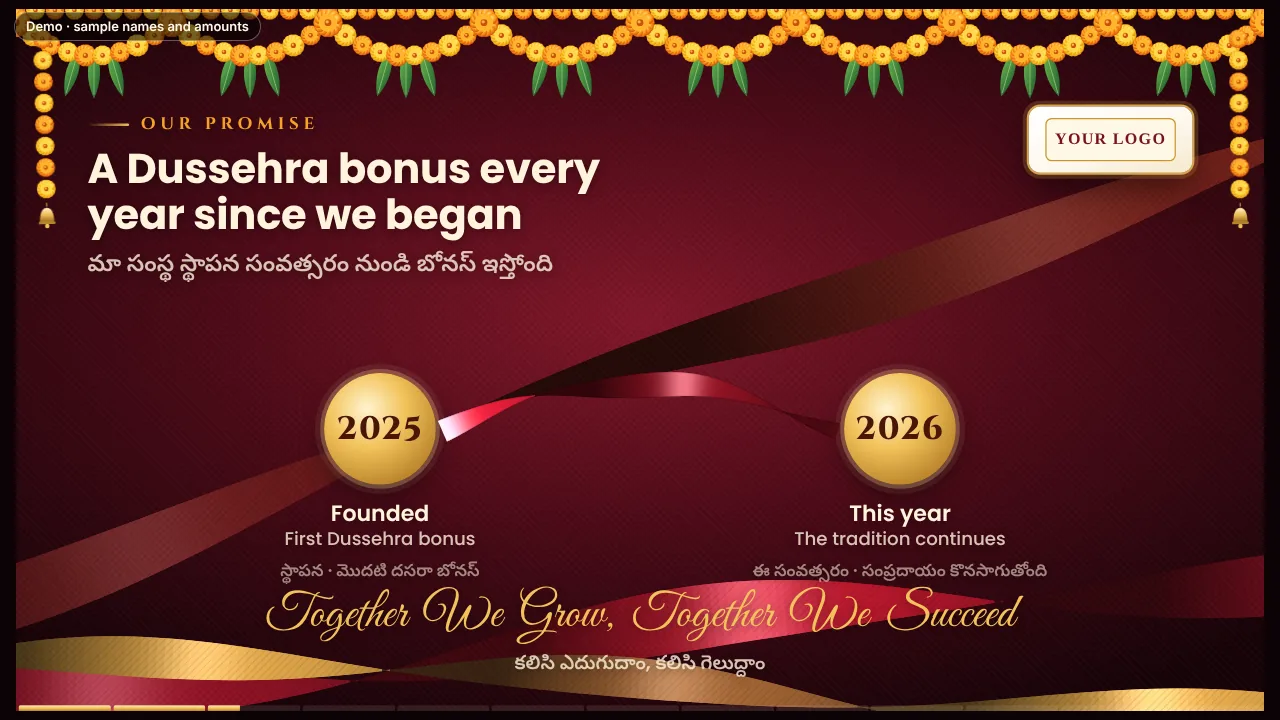 Demo · sample names and amounts
OUR PROMISE
YOUR LOGO
A Dussehra bonus every
year since we began
మా సంస్థ స్థాపన సంవత్సరం నుండి బోనస్ ఇస్తోంది
2025
2026
Founded
This year
First Dussehra bonus
The tradition continues
స్థాపన · మొదటి దసరా బోనస్
ఈ సంవత్సరం · సంప్రదాయం కొనసాగుతోంది
Together We Grow, Together We Succeed
కలిసి ఎదుగుదాం, కలిసి గెలుద్దాం